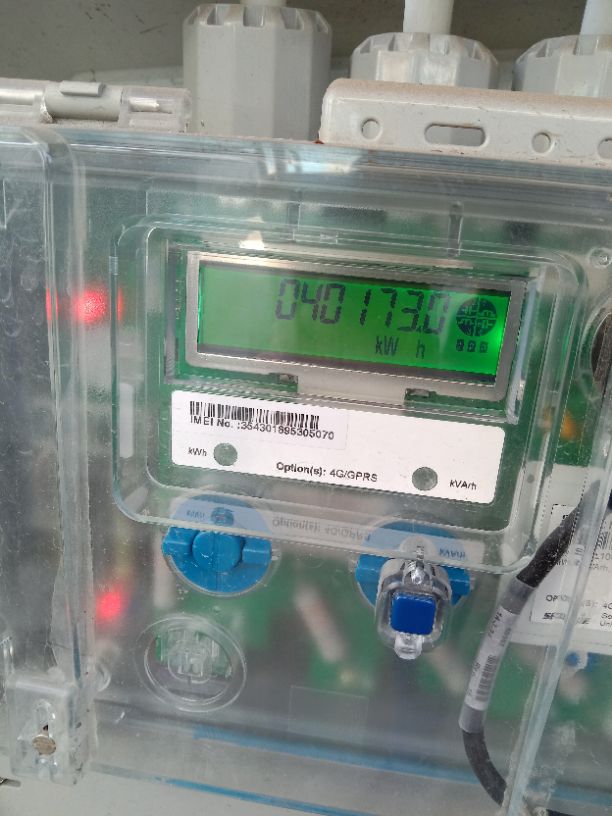 040173.0
kW h
IMEI No. :354301895305070
kWh
Option(s): 4G/GPRS
kVArh